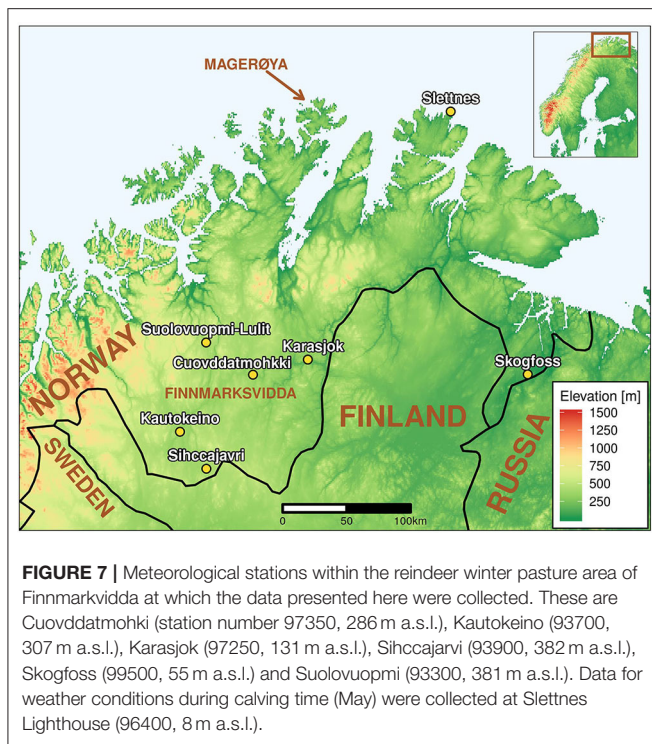 MAGERØYA
Slettnes
Suolovuopmi-Lulit
Karasjok
Cuovddatmohkki
Skogfoss
NORWAY
FINNMARKSVIDDA
FINLAND
Kautokeino
Sihccajavri
SWEDEN
RUSSIA
Elevation [m]
1500
1000
750
500
250
0 50 100km
FIGURE 7 | Meteorological stations within the reindeer winter pasture area of
Finnmarkvidda at which the data presented here were collected. These are
Cuovddatmohki (station number 97350, 286 m a.s.l.), Kautokeino (93700,
307 m a.s.l.), Karasjok (97250, 131 m a.s.l.), Sihccajarvi (93900, 382 m a.s.l.),
Skogfoss (99500, 55 m a.s.l.) and Suolovuopmi (93300, 381 m a.s.l.). Data for
weather conditions during calving time (May) were collected at Slettnes
Lighthouse (96400, 8 m a.s.l.).